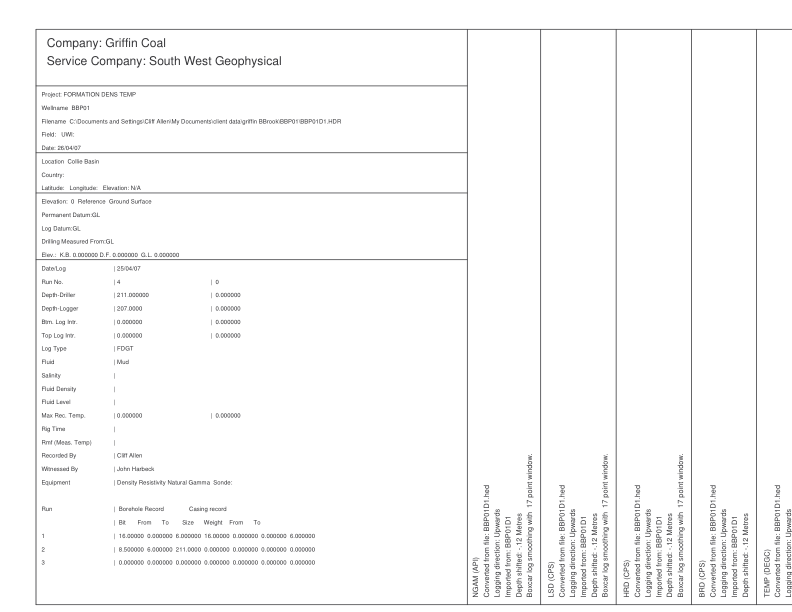 Company: Griffin Coal
Service Company: South West Geophysical
Project: FORMATION DENS TEMP
Wellname BBP01
Filename C:\Documents and Settings\Cliff Allen\My Documents\client data\griffin BBrook\BBP01\BBP01D1.HDR
Field: UWI:
Date: 26/04/07
Location Collie Basin
Country:
Latitude: Longitude: Elevation: N/A
Elevation: 0 Reference Ground Surface
Permanent Datum:GL
Log Datum:GL
Drilling Measured From:GL
Elev.: K.B: 0.000000 D.F. 0.000000 G.L. 0.000000
Date/Log | 25/04/07
Run No. | 4 | 0
Depth-Driller | 211.000000 | 0.000000
Depth-Logger | 207.0000 | 0.000000
Btm. Log Intr. | 0.000000 | 0.000000
Top Log Intr. | 0.000000 | 0.000000
Log Type | FDGT
Fluid | Mud
Salinity |
Fluid Density |
Fluid Level |
Max Rec. Temp. | 0.000000 | 0.000000
Rig Time |
Rmf (Meas. Temp) |
Recorded By | Cliff Allen
Witnessed By | John Harbeck
Equipment | Density Resistivity Natural Gamma Sonde:
Run | Borehole Record Casing record
| Bit From To Size Weight From To
1 | 16.00000 0.000000 6.000000 16.00000 0.000000 0.000000 6.000000
2 | 8.500000 6.000000 211.0000 0.000000 0.000000 0.000000 0.000000
3 | 0.000000 0.000000 0.000000 0.000000 0.000000 0.000000 0.000000
NGAM (API)
Converted from file: BBP01D1.hed
Logging direction: Upwards
Imported from: BBP01D1
Depth shifted: -.12 Metres
Boxcar log smoothing with 17 point window.
LSD (CPS)
Converted from file: BBP01D1.hed
Logging direction: Upwards
Imported from: BBP01D1
Depth shifted: -.12 Metres
Boxcar log smoothing with 17 point window.
HRD (CPS)
Converted from file: BBP01D1.hed
Logging direction: Upwards
Imported from: BBP01D1
Depth shifted: -.12 Metres
Boxcar log smoothing with 17 point window.
BRD (CPS)
Converted from file: BBP01D1.hed
Logging direction: Upwards
Imported from: BBP01D1
Depth shifted: -.12 Metres
TEMP (DEGC)
Converted from file: BBP01D1.hed
Logging direction: Upwards